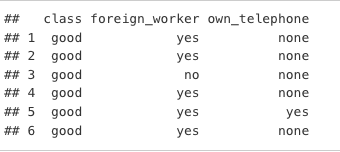 ##   class foreign_worker own_telephone
## 1  good            yes          none
## 2  good            yes          none
## 3  good             no          none
## 4  good            yes          none
## 5  good            yes           yes
## 6  good            yes          none